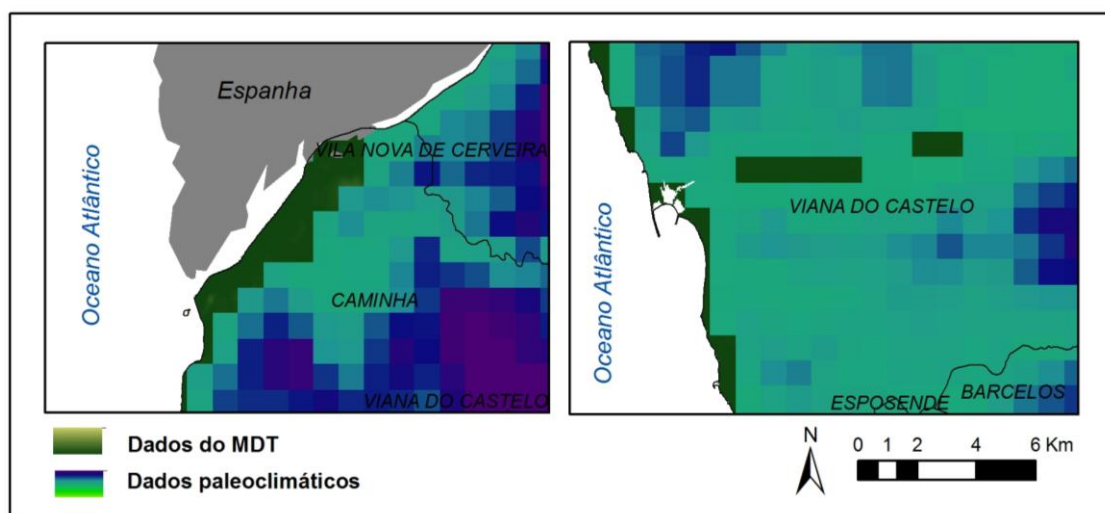 Espanha
VILA NOVA DE CERVEIRA
Oceano Atlântico
CAMINHA
VIANA DO CASTELO
VIANA DO CASTELO
Oceano Atlântico
BARCELOS
ESPOSENDE
Dados do MDT
Dados paleoclimáticos
N
0 1 2 4 6 Km